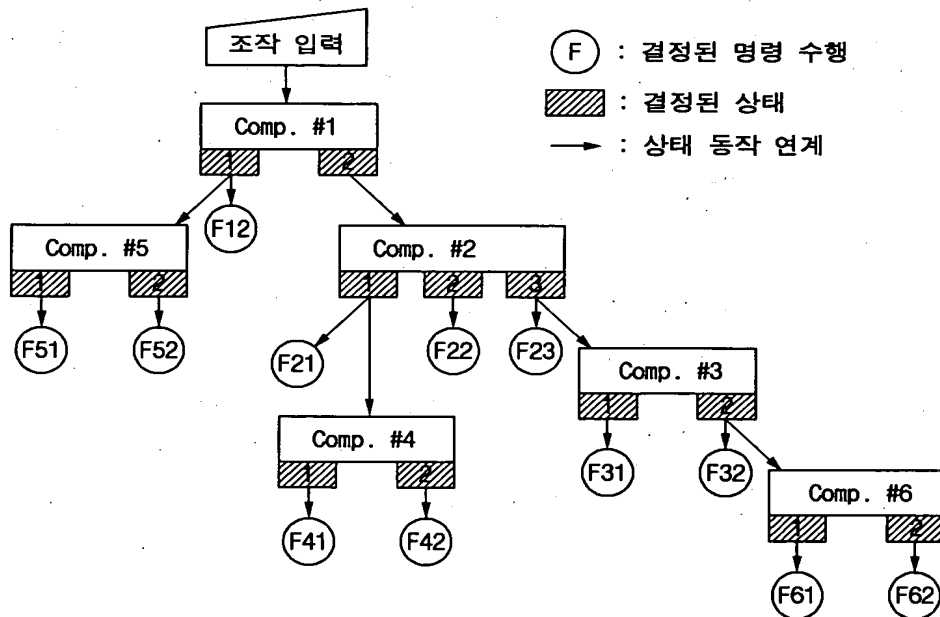 조작 입력
F : 결정된 명령 수행
: 결정된 상태
: 상태 동작 연계
Comp. #1
1 2
F12
Comp. #5
1 2
F51 F52
Comp. #2
1 2 3
F21 F22 F23
Comp. #3
1 2
F31 F32
Comp. #4
1 2
F41 F42
Comp. #6
1 2
F61 F62